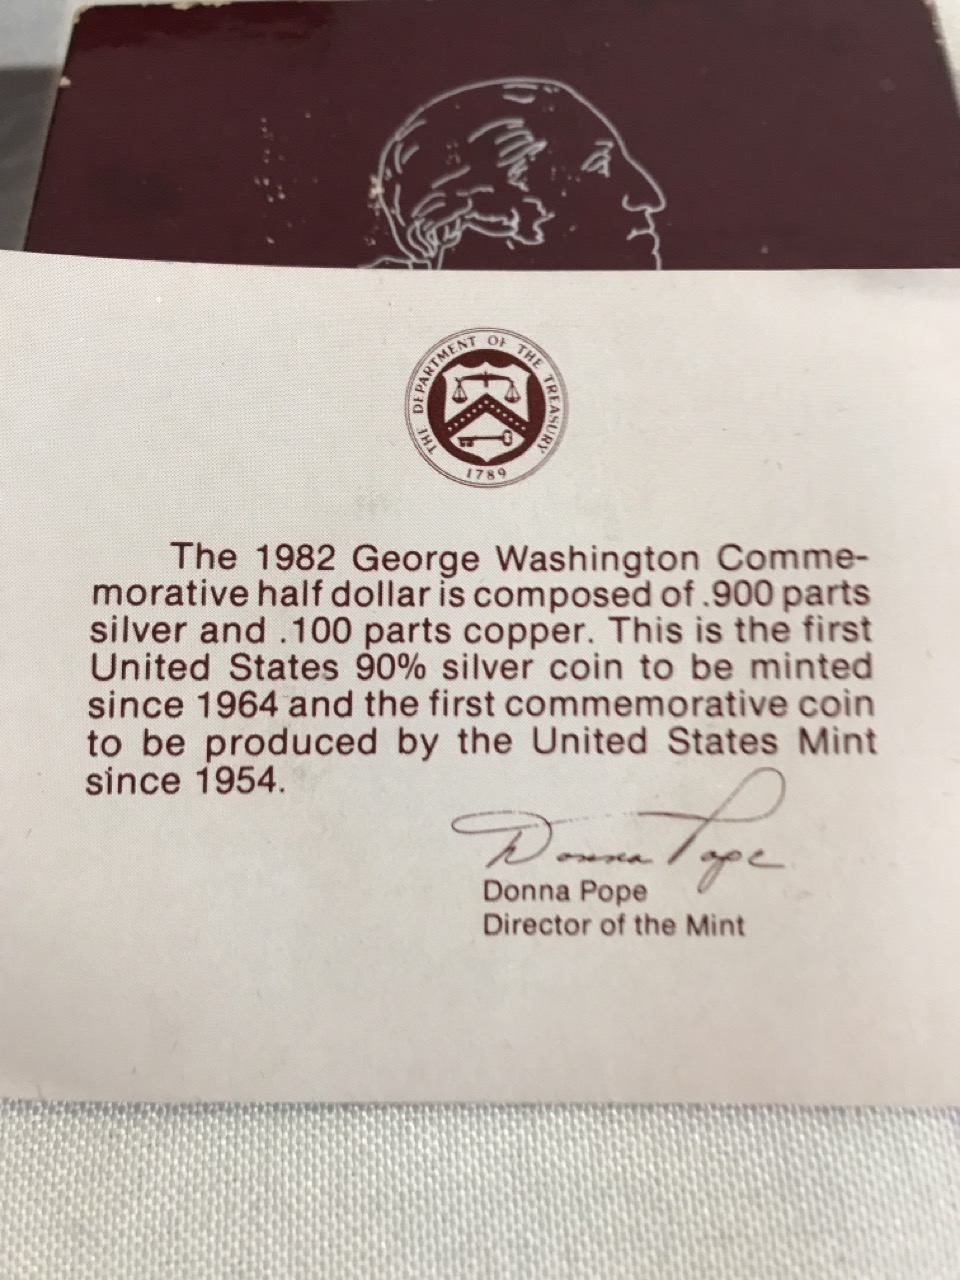 THE DEPARTMENT OF THE TREASURY
1789
The 1982 George Washington Comme-
morative half dollar is composed of .900 parts
silver and .100 parts copper. This is the first
United States 90% silver coin to be minted
since 1964 and the first commemorative coin
to be produced by the United States Mint
since 1954.
Donna Pope
Donna Pope
Director of the Mint